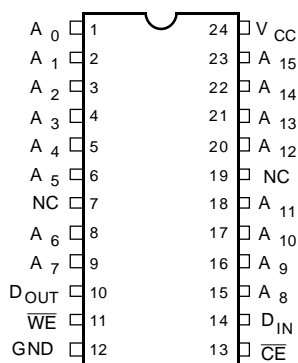 A0 1 24 VCC
A1 2 23 A15
A2 3 22 A14
A3 4 21 A13
A4 5 20 A12
A5 6 19 NC
NC 7 18 A11
A6 8 17 A10
A7 9 16 A9
DOUT 10 15 A8
WE 11 14 DIN
GND 12 13 CE